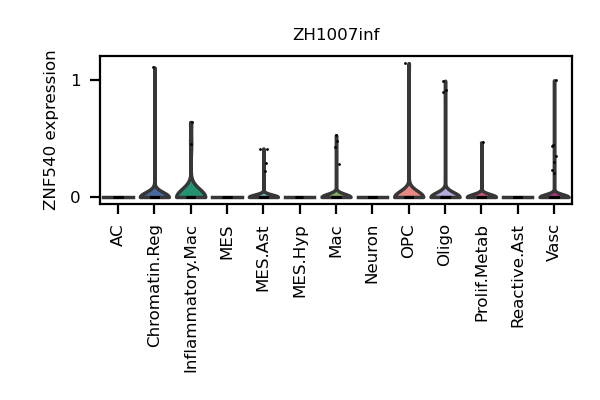 ZH1007inf
ZNF540 expression
1
0
AC
Chromatin.Reg
Inflammatory.Mac
MES
MES.Ast
MES.Hyp
Mac
Neuron
OPC
Oligo
Prolif.Metab
Reactive.Ast
Vasc